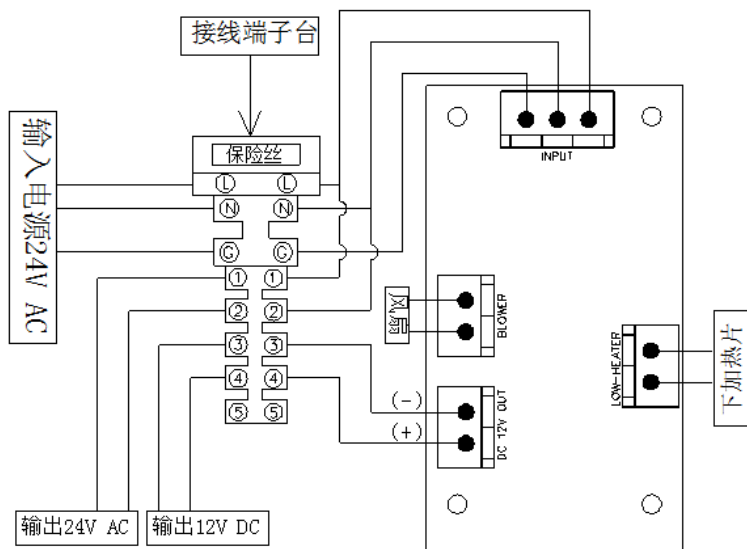 接线端子台
保险丝
L L
N N
G G
① ①
② ②
③ ③
④ ④
⑤ ⑤
输入电源24V AC
输出24V AC
输出12V DC
INPUT
风扇
BLOWER
(-)
(+)
DC 12V OUT
LOW-HEATER
下加热片